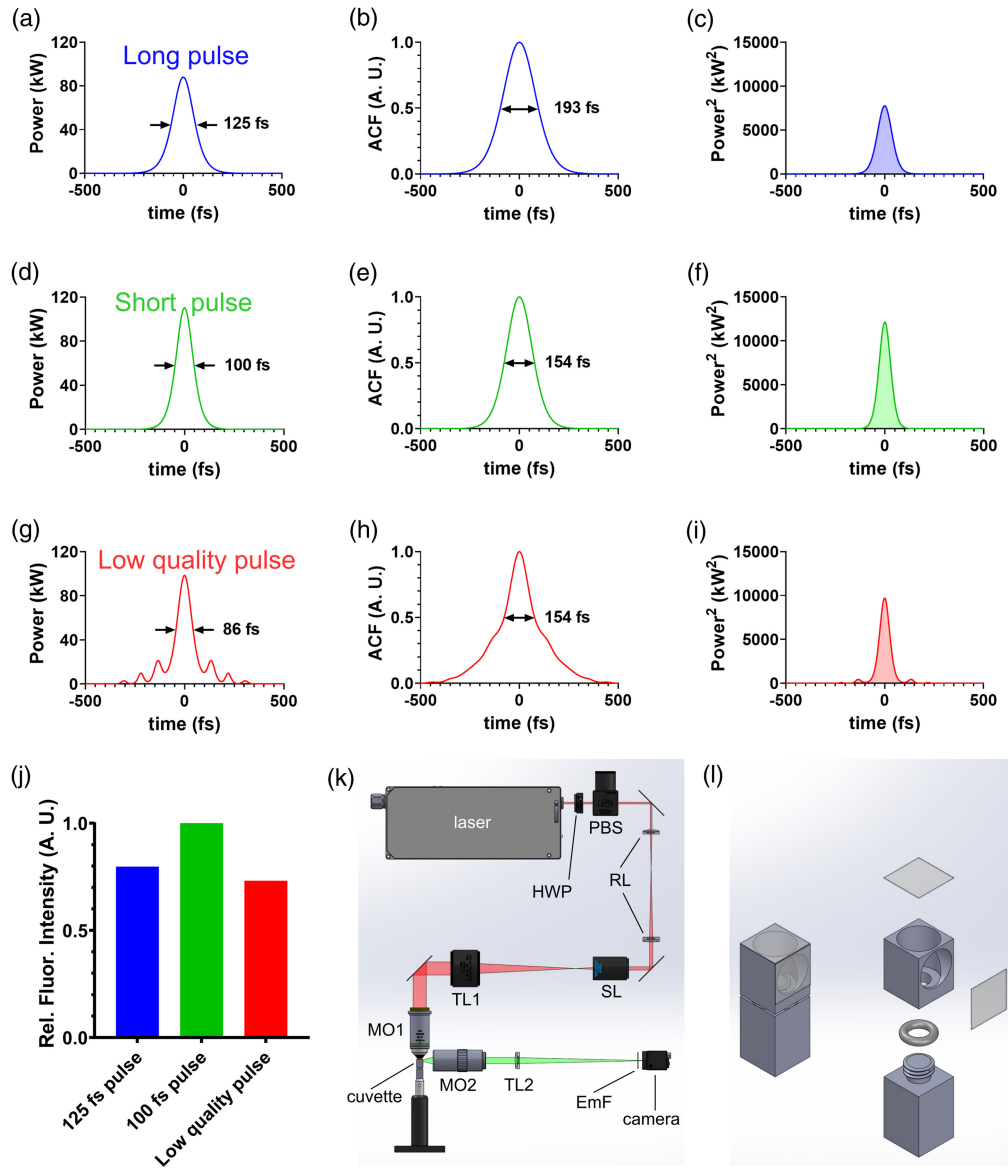 (a)
Power (kW)
120
80
40
0
Long pulse
125 fs
-500
0
500
time (fs)
(b)
ACF (A. U.)
1.0
0.5
0.0
193 fs
-500
0
500
time (fs)
(c)
Power² (kW²)
15000
10000
5000
0
-500
0
500
time (fs)
(d)
Power (kW)
120
80
40
0
Short pulse
100 fs
-500
0
500
time (fs)
(e)
ACF (A. U.)
1.0
0.5
0.0
154 fs
-500
0
500
time (fs)
(f)
Power² (kW²)
15000
10000
5000
0
-500
0
500
time (fs)
(g)
Power (kW)
120
80
40
0
Low quality pulse
86 fs
-500
0
500
time (fs)
(h)
ACF (A. U.)
1.0
0.5
0.0
154 fs
-500
0
500
time (fs)
(i)
Power² (kW²)
15000
10000
5000
0
-500
0
500
time (fs)
(j)
Rel. Fluor. Intensity (A. U.)
1.0
0.5
0.0
125 fs pulse
100 fs pulse
Low quality pulse
(k)
laser
PBS
HWP
RL
TL1
SL
MO1
MO2
TL2
cuvette
EmF
camera
(l)